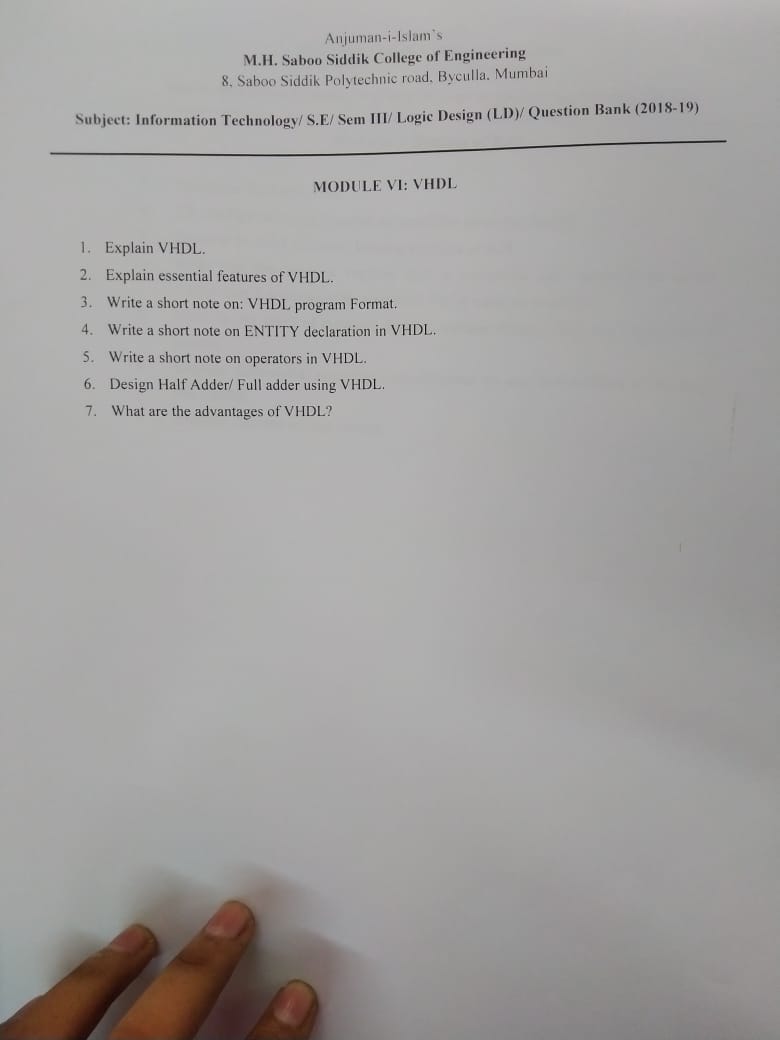 Anjuman-i-Islam`s
M.H. Saboo Siddik College of Engineering
8, Saboo Siddik Polytechnic road, Byculla, Mumbai
Subject: Information Technology/ S.E/ Sem III/ Logic Design (LD)/ Question Bank (2018-19)
MODULE VI: VHDL
1. Explain VHDL.
2. Explain essential features of VHDL.
3. Write a short note on: VHDL program Format.
4. Write a short note on ENTITY declaration in VHDL.
5. Write a short note on operators in VHDL.
6. Design Half Adder/ Full adder using VHDL.
7. What are the advantages of VHDL?